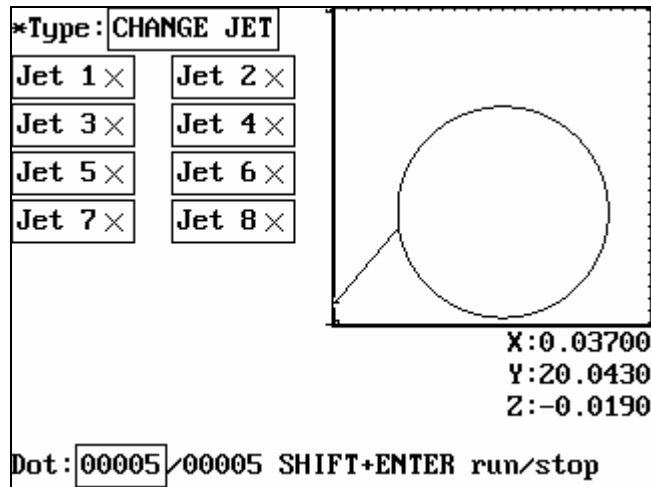 *Type: CHANGE JET
Jet 1× Jet 2×
Jet 3× Jet 4×
Jet 5× Jet 6×
Jet 7× Jet 8×
X:0.03700
Y:20.0430
Z:-0.0190
Dot: 00005/00005 SHIFT+ENTER run/stop